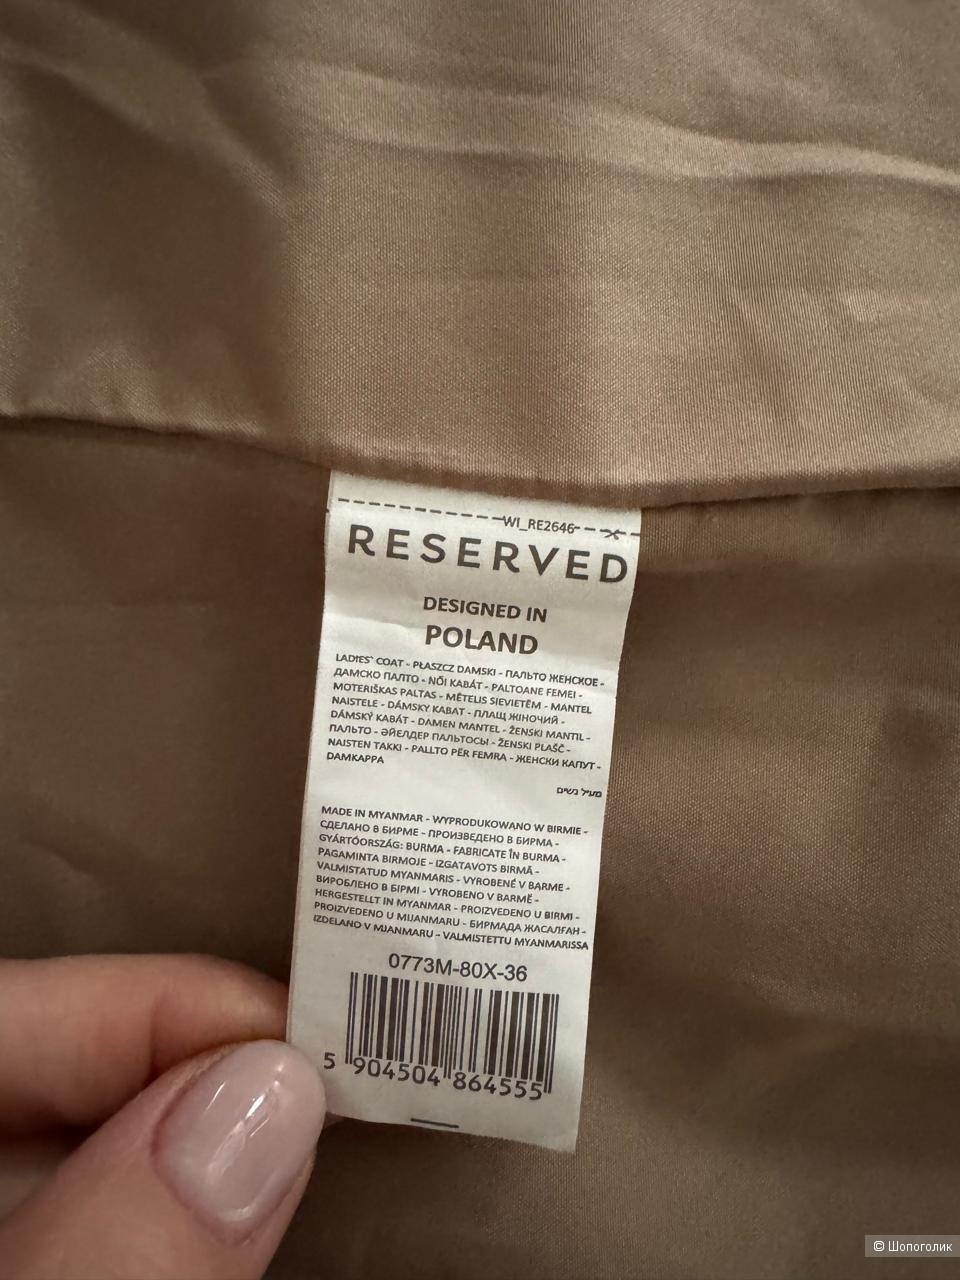 WI_RE2646
RESERVED
DESIGNED IN
POLAND
LADIES` COAT - PŁASZCZ DAMSKI - ПАЛЬТО ЖЕНСКОЕ -
ДАМСКО ПАЛТО - NŐI KABÁT - PALTOANE FEMEI -
MOTERIŠKAS PALTAS - MĒTELIS SIEVIETĒM - MANTEL
NAISTELE - DÁMSKY KABAT - ПЛАЩ ЖІНОЧИЙ -
DÁMSKÝ KABÁT - DAMEN MANTEL - ŽENSKI MANTIL -
ПАЛЬТО - ӘЙЕЛДЕР ПАЛЬТОСЫ - ŽENSKI PLAŠČ -
NAISTEN TAKKI - PALLTO PËR FEMRA - ЖЕНСКИ КАПУТ -
DAMKAPPA
מעיל נשים
MADE IN MYANMAR - WYPRODUKOWANO W BIRMIE -
СДЕЛАНО В БИРМЕ - ПРОИЗВЕДЕНО В БИРМА -
GYÁRTÓORSZÁG: BURMA - FABRICATE ÎN BURMA -
PAGAMINTA BIRMOJE - IZGATAVOTS BIRMĀ -
VALMISTATUD MYANMARIS - VYROBENÉ V BARME -
ВИРОБЛЕНО В БІРМІ - VYROBENO V BARMĚ -
HERGESTELLT IN MYANMAR - PROIZVEDENO U BIRMI -
PROIZVEDENO U MIJANMARU - БИРМАДА ЖАСАЛҒАН -
IZDELANO V MJANMARU - VALMISTETTU MYANMARISSA
0773M-80X-36
5 904504 864555
© Шопоголик